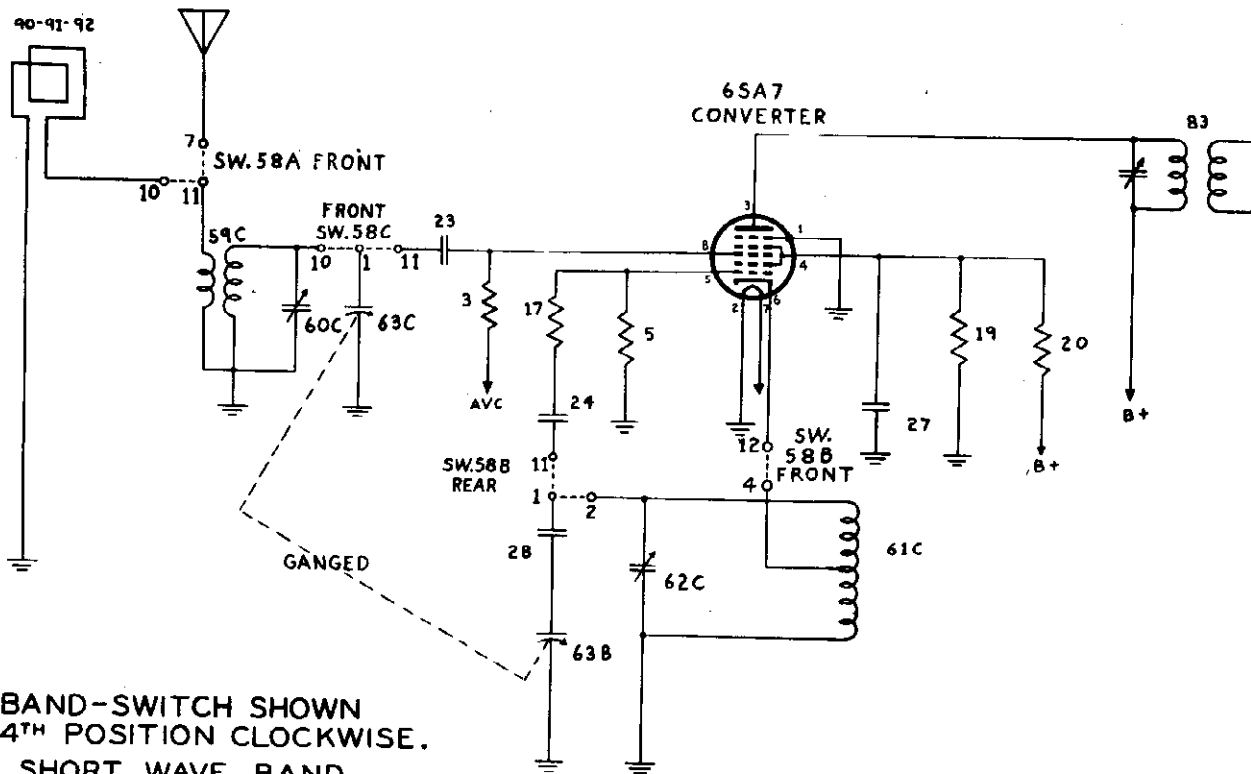 90-91-92
6SA7
CONVERTER
83
7
SW. 58A FRONT
10
11
FRONT
SW. 58C
23
59C
10
1
11
3
1
8
4
5
2
7
6
60C
63C
3
17
5
19
20
AVC
24
27
B+
B+
12
SW.
58B
FRONT
SW. 58B
REAR
11
4
1
2
28
61C
GANGED
62C
63B
BAND-SWITCH SHOWN
4TH POSITION CLOCKWISE.
SHORT WAVE BAND